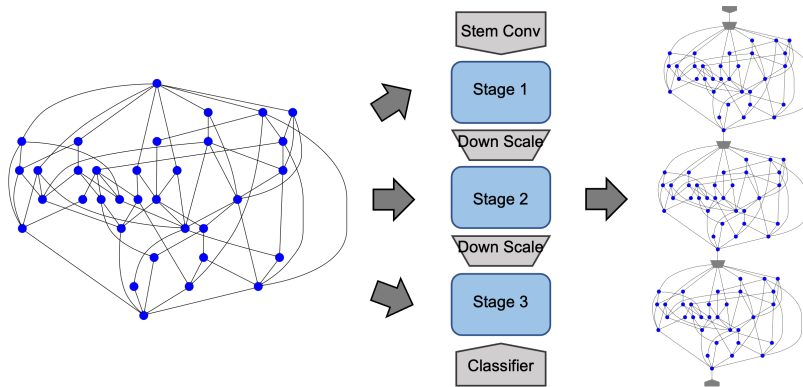 Stem Conv
Stage 1
Down Scale
Stage 2
Down Scale
Stage 3
Classifier